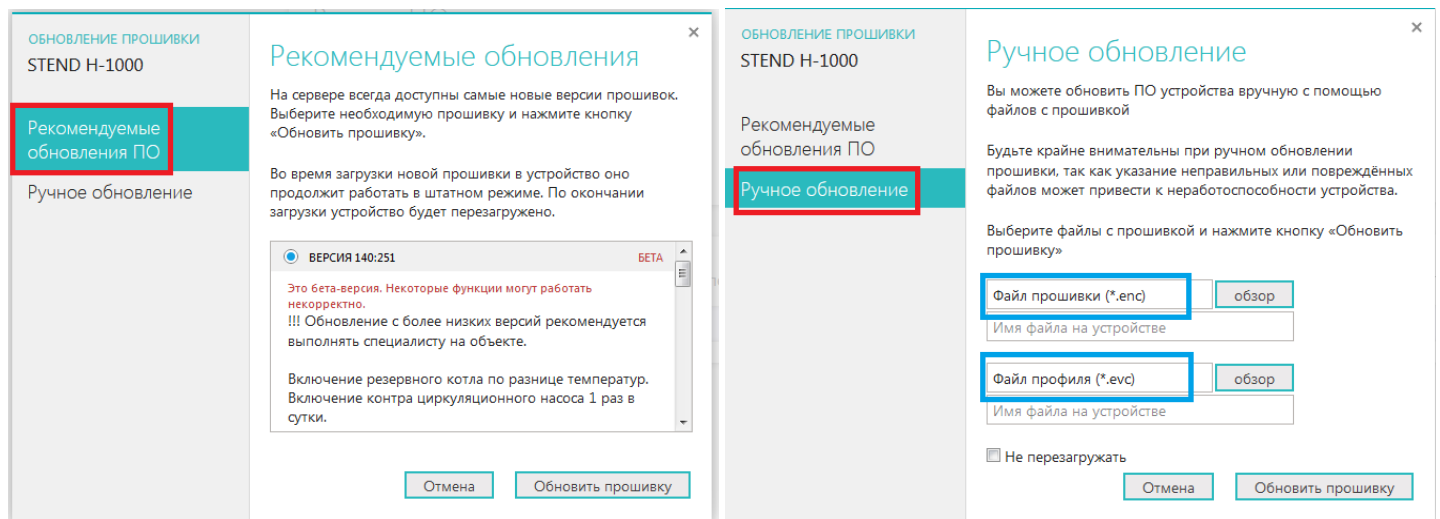 ОБНОВЛЕНИЕ ПРОШИВКИ
STEND H-1000
Рекомендуемые
обновления ПО
Ручное обновление
Рекомендуемые обновления
На сервере всегда доступны самые новые версии прошивок.
Выберите необходимую прошивку и нажмите кнопку
«Обновить прошивку».
Во время загрузки новой прошивки в устройство оно
продолжит работать в штатном режиме. По окончании
загрузки устройство будет перезагружено.
ВЕРСИЯ 140:251 БЕТА
Это бета-версия. Некоторые функции могут работать
некорректно.
!!! Обновление с более низких версий рекомендуется
выполнять специалисту на объекте.
Включение резервного котла по разнице температур.
Включение контра циркуляционного насоса 1 раз в
сутки.
Отмена Обновить прошивку
ОБНОВЛЕНИЕ ПРОШИВКИ
STEND H-1000
Рекомендуемые
обновления ПО
Ручное обновление
Ручное обновление
Вы можете обновить ПО устройства вручную с помощью
файлов с прошивкой
Будьте крайне внимательны при ручном обновлении
прошивки, так как указание неправильных или повреждённых
файлов может привести к неработоспособности устройства.
Выберите файлы с прошивкой и нажмите кнопку «Обновить
прошивку»
Файл прошивки (*.enc) обзор
Имя файла на устройстве
Файл профиля (*.evc) обзор
Имя файла на устройстве
Не перезагружать
Отмена Обновить прошивку